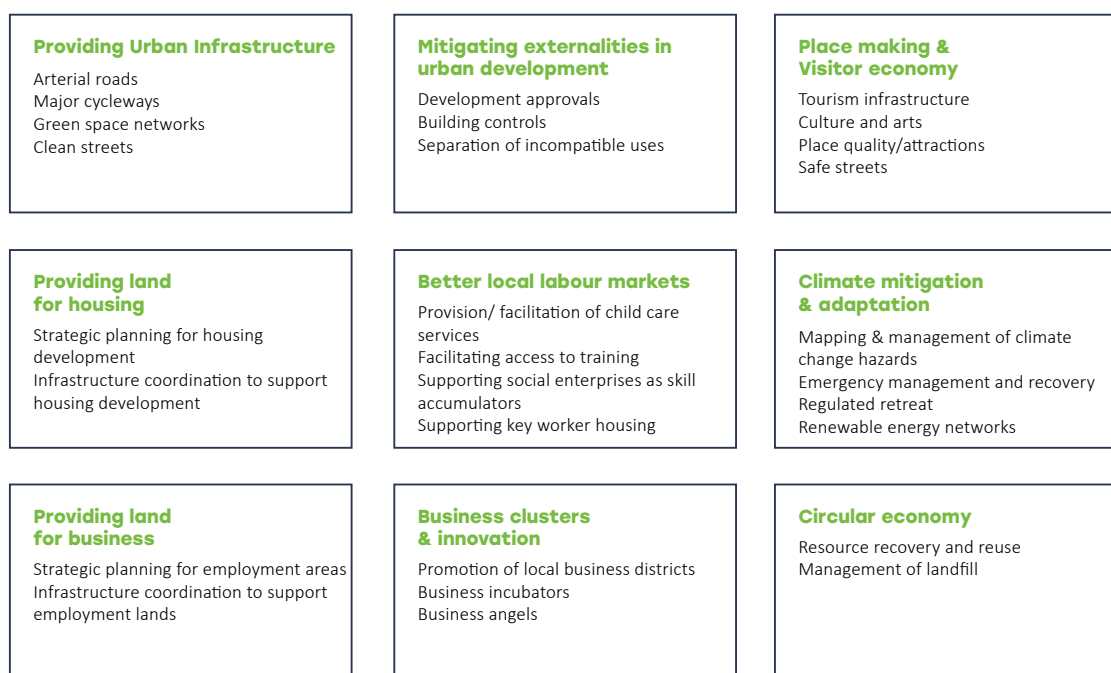 Providing Urban Infrastructure
Arterial roads
Major cycleways
Green space networks
Clean streets
Mitigating externalities in
urban development
Development approvals
Building controls
Separation of incompatible uses
Place making &
Visitor economy
Tourism infrastructure
Culture and arts
Place quality/attractions
Safe streets
Providing land
for housing
Strategic planning for housing
development
Infrastructure coordination to support
housing development
Better local labour markets
Provision/ facilitation of child care
services
Facilitating access to training
Supporting social enterprises as skill
accumulators
Supporting key worker housing
Climate mitigation
& adaptation
Mapping & management of climate
change hazards
Emergency management and recovery
Regulated retreat
Renewable energy networks
Providing land
for business
Strategic planning for employment areas
Infrastructure coordination to support
employment lands
Business clusters
& innovation
Promotion of local business districts
Business incubators
Business angels
Circular economy
Resource recovery and reuse
Management of landfill